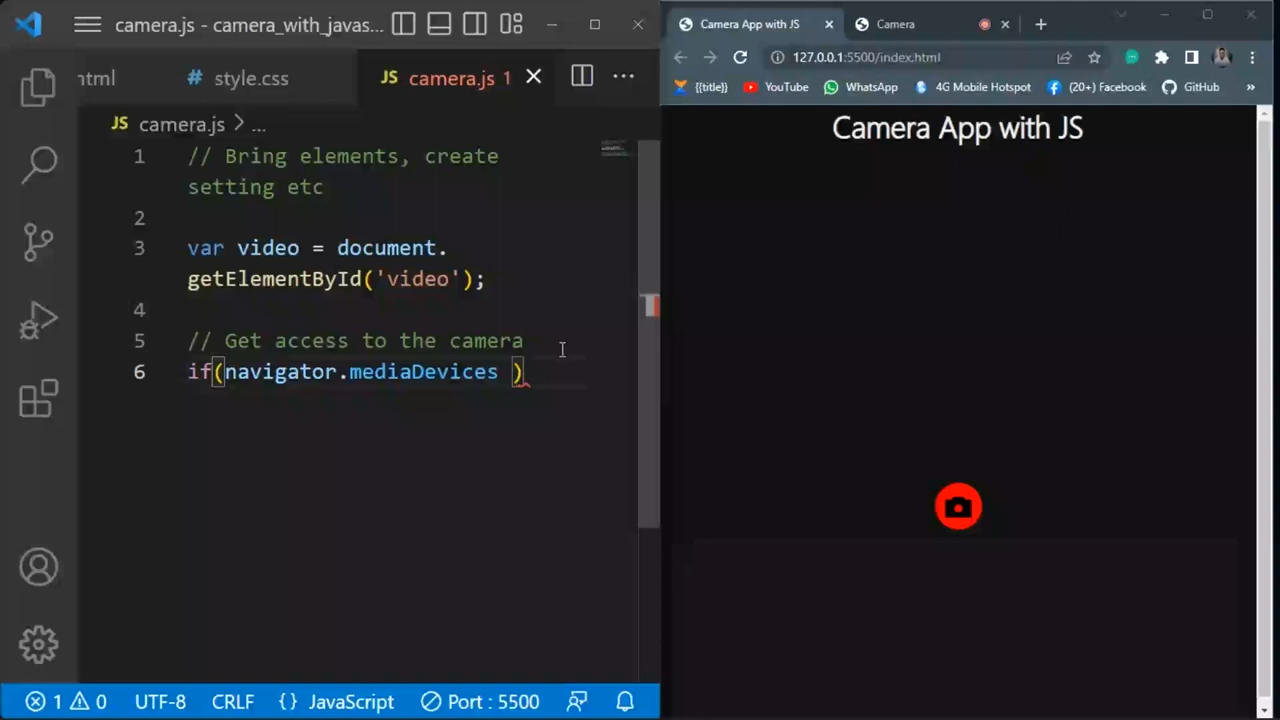 camera.js - camera_with_javas...
html
# style.css
JS camera.js 1
JS camera.js > ...
1 // Bring elements, create
setting etc
2
3 var video = document.
getElementById('video');
4
5 // Get access to the camera
6 if(navigator.mediaDevices )
1 0 UTF-8 CRLF {} JavaScript Port : 5500
Camera App with JS
Camera
127.0.0.1:5500/index.html
{{title}} YouTube WhatsApp 4G Mobile Hotspot (20+) Facebook GitHub »
Camera App with JS